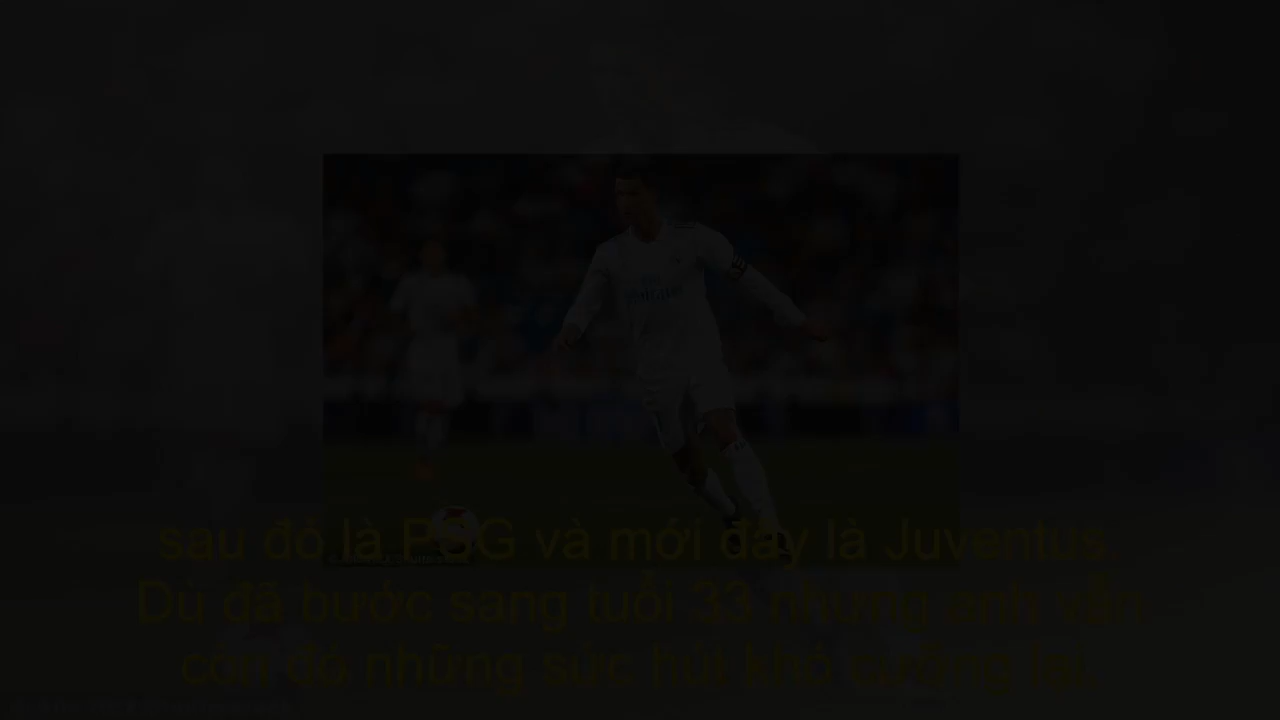 sau đó là PSG và mới đây là Juventus.
Dù đã bước sang tuổi 33 nhưng anh vẫn
còn đó những sức hút khó cưỡng lại.